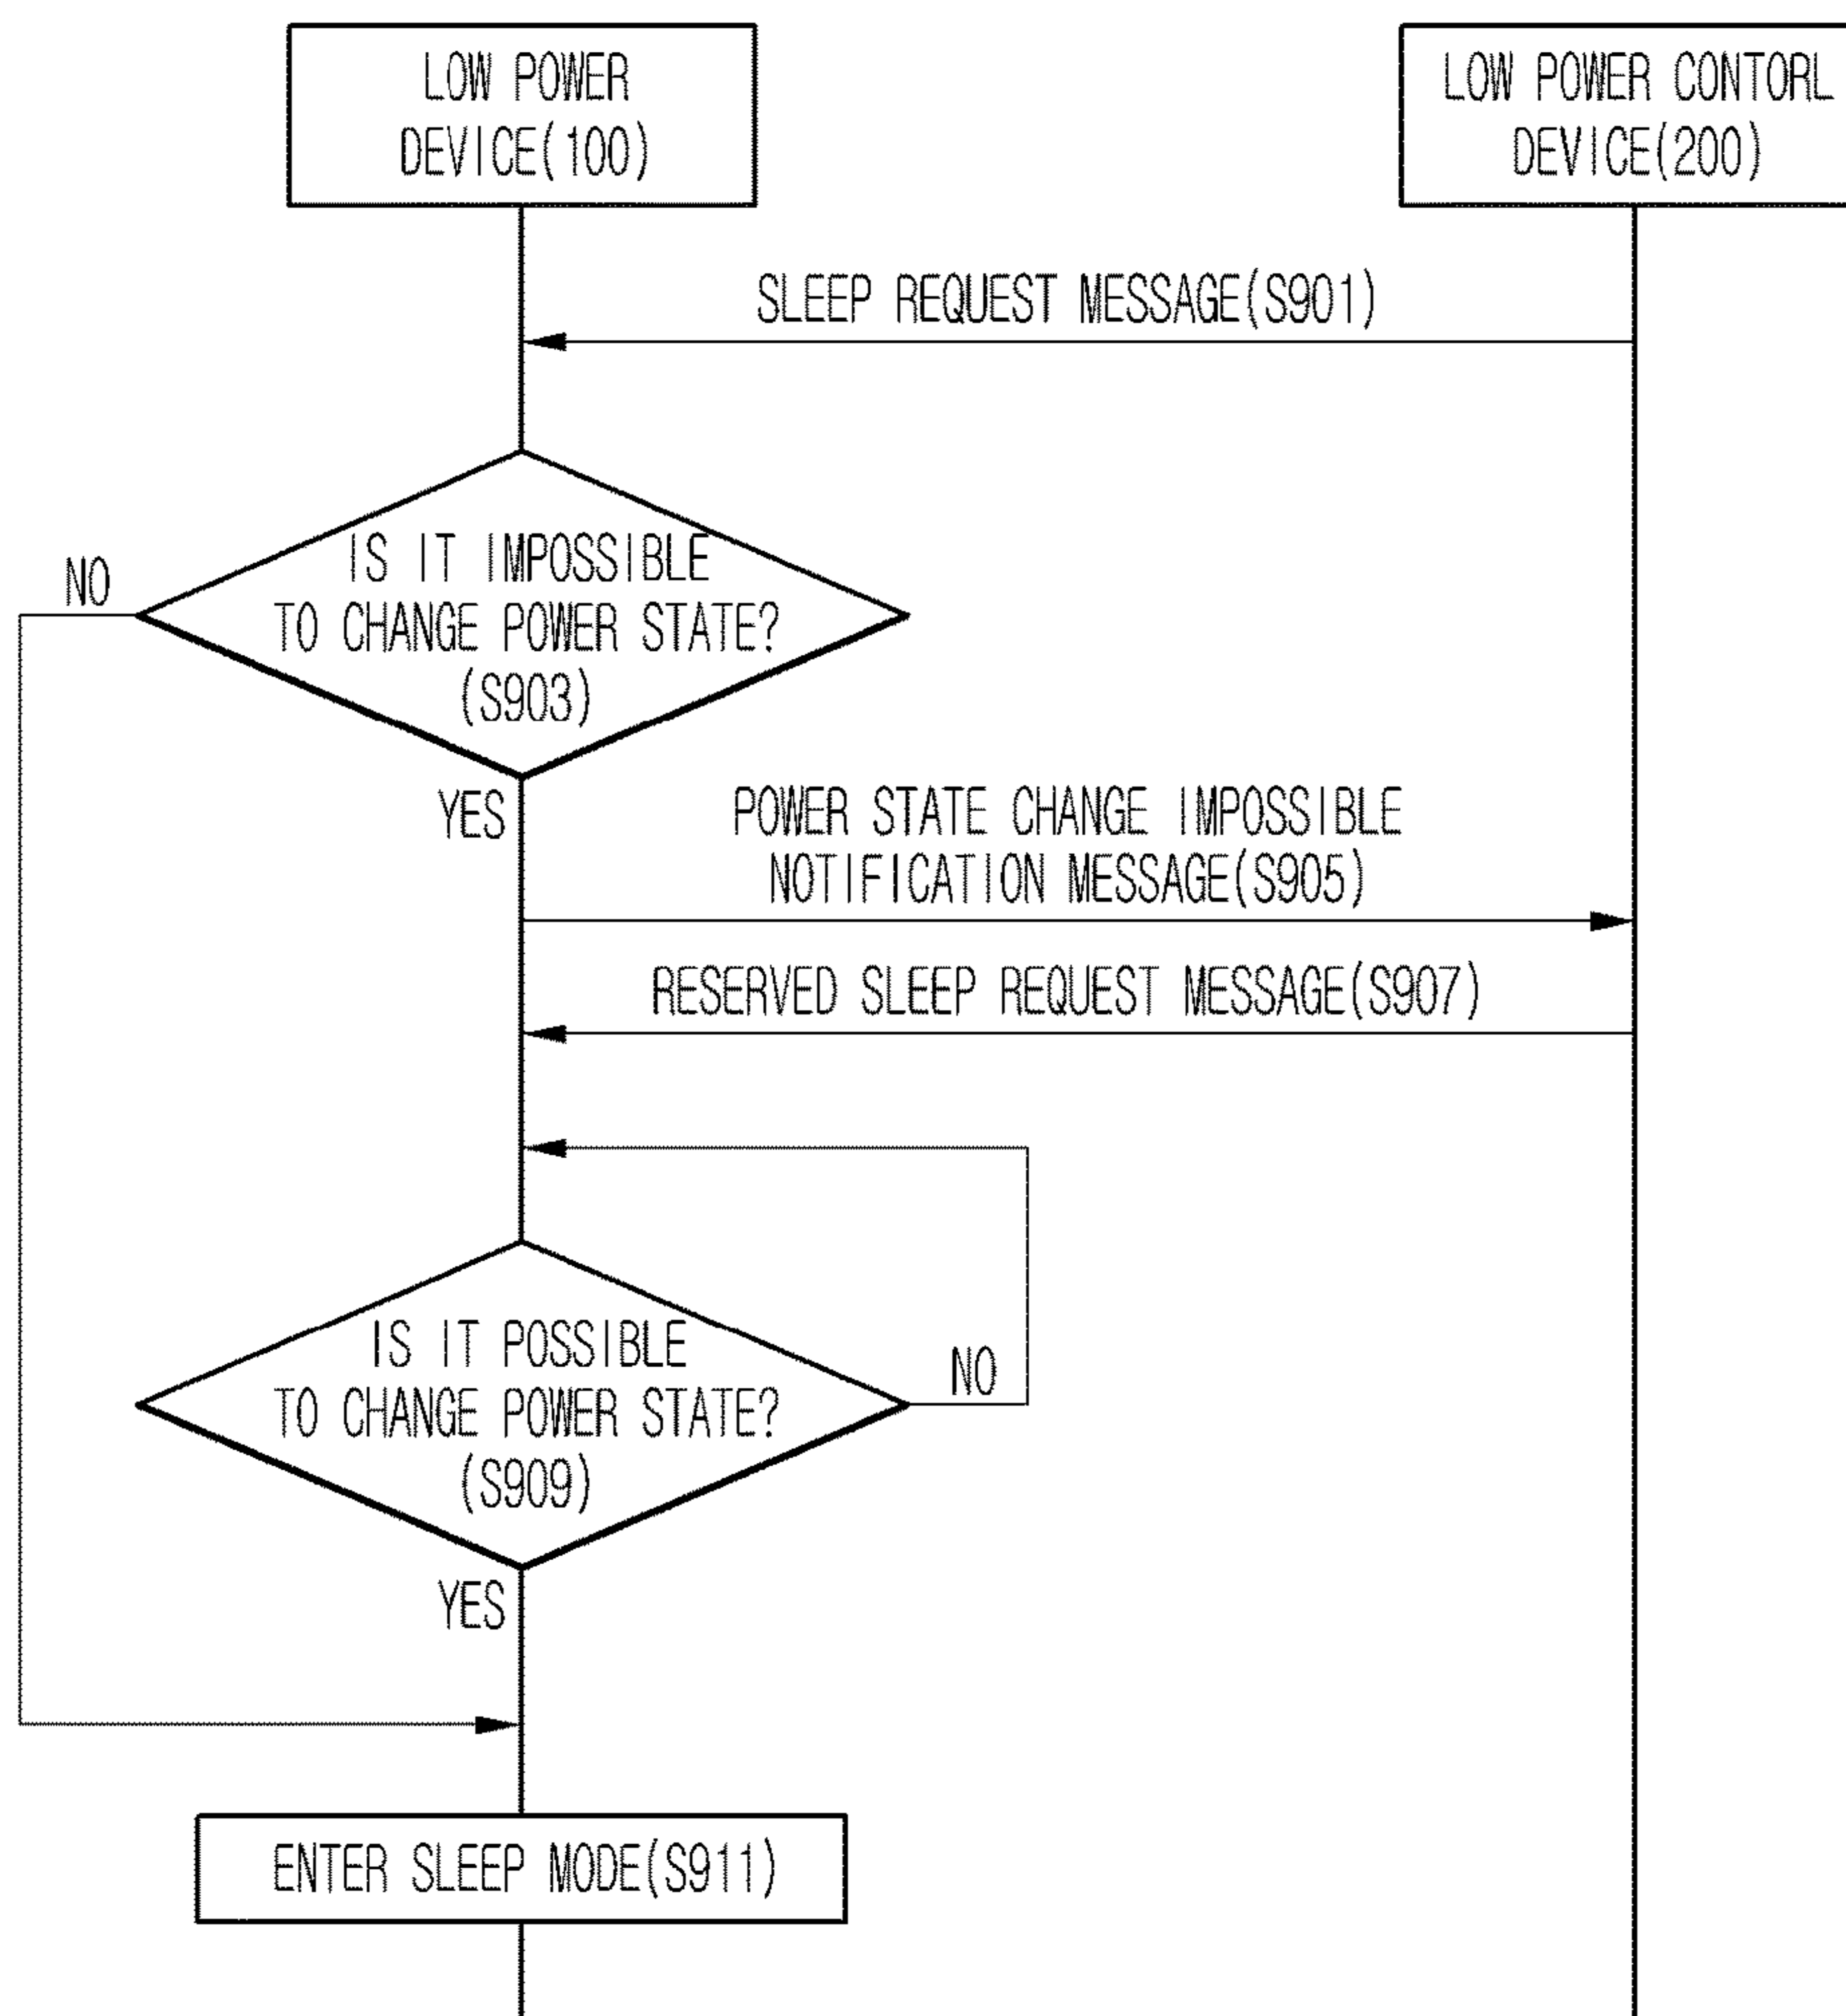 LOW POWER
DEVICE(100)
LOW POWER CONTORL
DEVICE(200)
SLEEP REQUEST MESSAGE(S901)
IS IT IMPOSSIBLE
TO CHANGE POWER STATE?
(S903)
NO
YES
POWER STATE CHANGE IMPOSSIBLE
NOTIFICATION MESSAGE(S905)
RESERVED SLEEP REQUEST MESSAGE(S907)
IS IT POSSIBLE
TO CHANGE POWER STATE?
(S909)
NO
YES
ENTER SLEEP MODE(S911)